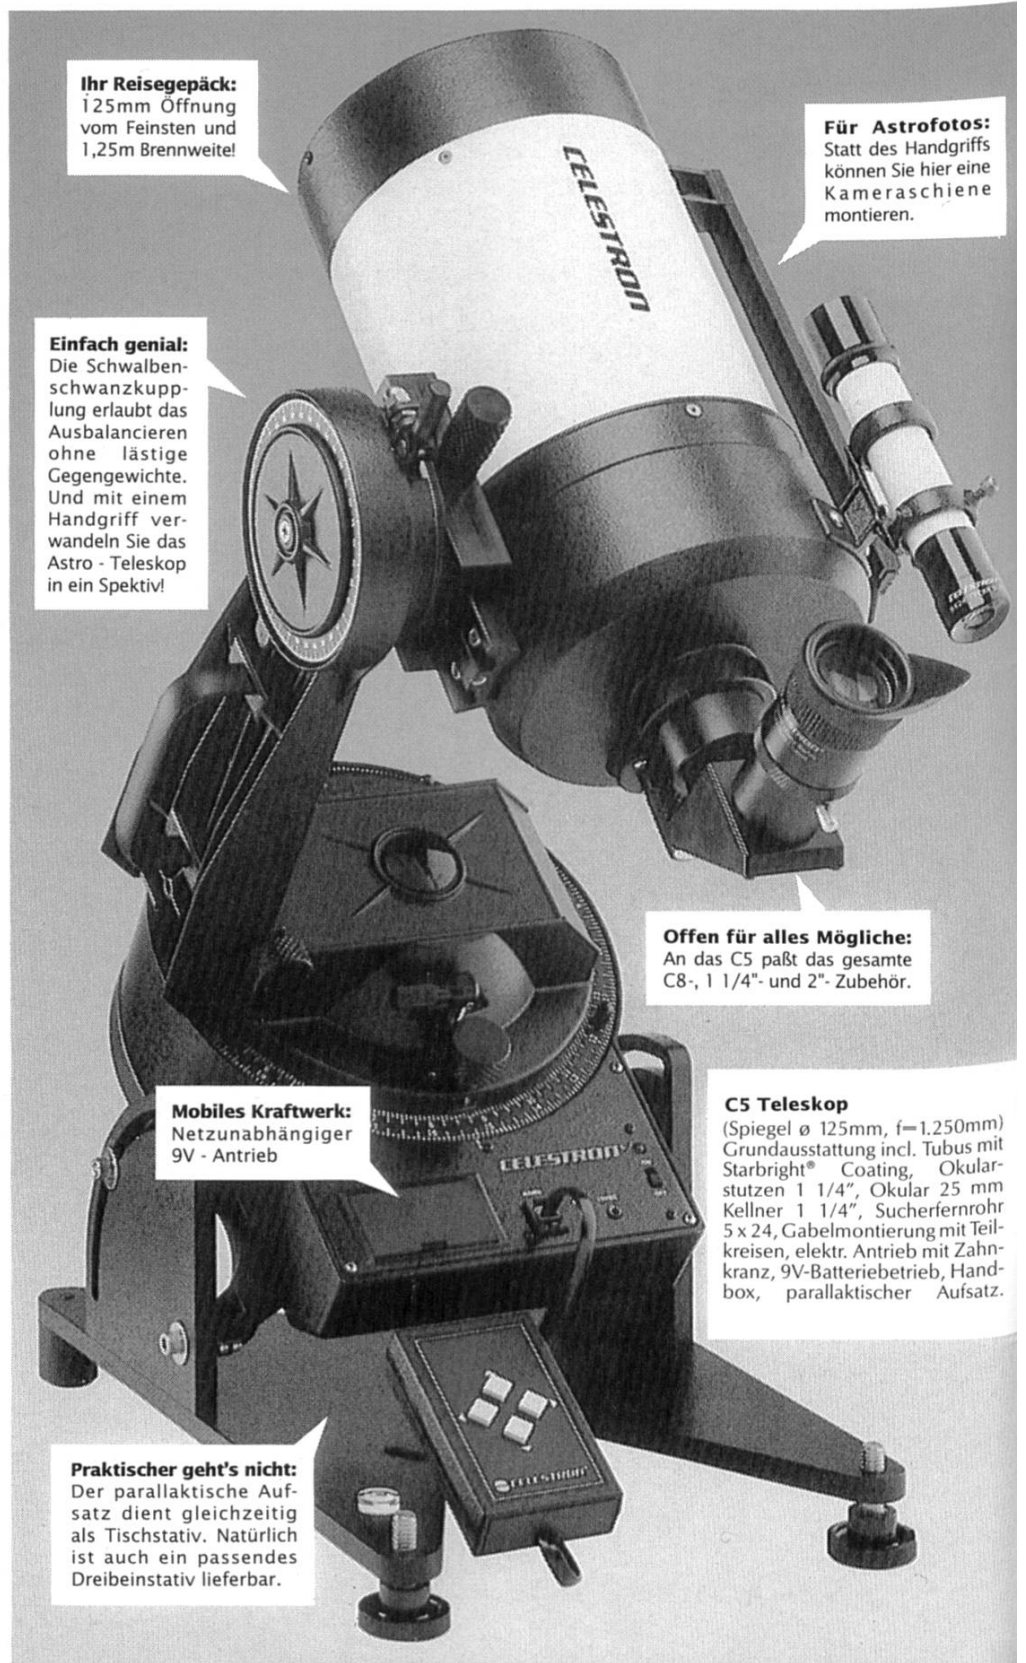 Ihr Reisegepäck:
125mm Öffnung
vom Feinsten und
1,25m Brennweite!
Für Astrofotos:
Statt des Handgriffs
können Sie hier eine
Kameraschiene
montieren.
CELESTRON
Einfach genial:
Die Schwalben-
schwanzkupp-
lung erlaubt das
Ausbalancieren
ohne lästige
Gegengewichte.
Und mit einem
Handgriff ver-
wandeln Sie das
Astro - Teleskop
in ein Spektiv!
CELESTRON
Offen für alles Mögliche:
An das C5 paßt das gesamte
C8-, 1 1/4"- und 2"- Zubehör.
Mobiles Kraftwerk:
Netzunabhängiger
9V - Antrieb
CELESTRON
C5 Teleskop
(Spiegel ø 125mm, f=1.250mm)
Grundausstattung incl. Tubus mit
Starbright® Coating, Okular-
stutzen 1 1/4", Okular 25 mm
Kellner 1 1/4", Sucherfernrohr
5 x 24, Gabelmontierung mit Teil-
kreisen, elektr. Antrieb mit Zahn-
kranz, 9V-Batteriebetrieb, Hand-
box, parallaktischer Aufsatz.
CELESTRON
Praktischer geht's nicht:
Der parallaktische Auf-
satz dient gleichzeitig
als Tischstativ. Natürlich
ist auch ein passendes
Dreibeinstativ lieferbar.